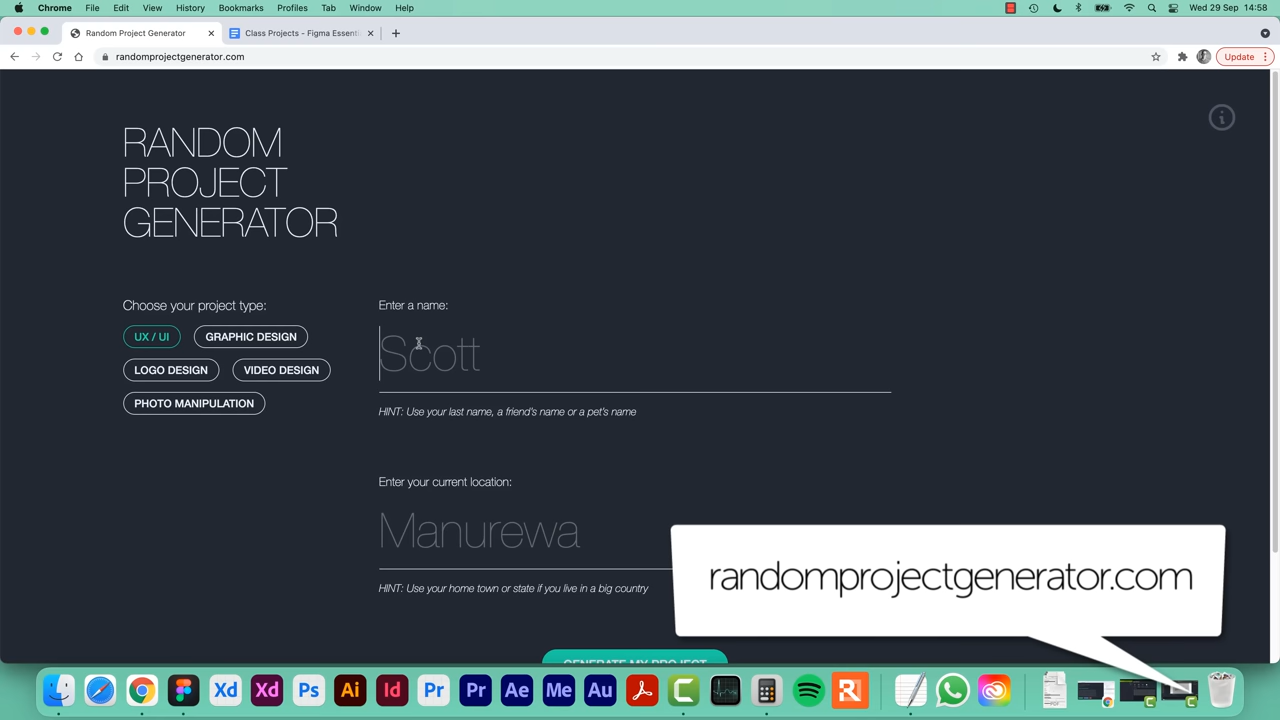 Chrome File Edit View History Bookmarks Profiles Tab Window Help Wed 29 Sep 14:58
Random Project Generator Class Projects - Figma Essenti
randomprojectgenerator.com Update
RANDOM
PROJECT
GENERATOR
Choose your project type:
UX / UI GRAPHIC DESIGN
LOGO DESIGN VIDEO DESIGN
PHOTO MANIPULATION
Enter a name:
Scott
HINT: Use your last name, a friend's name or a pet's name
Enter your current location:
Manurewa
HINT: Use your home town or state if you live in a big country
GENERATE MY PROJECT
randomprojectgenerator.com
Xd Xd Ps Ai Id Pr Pr Ae Me Au